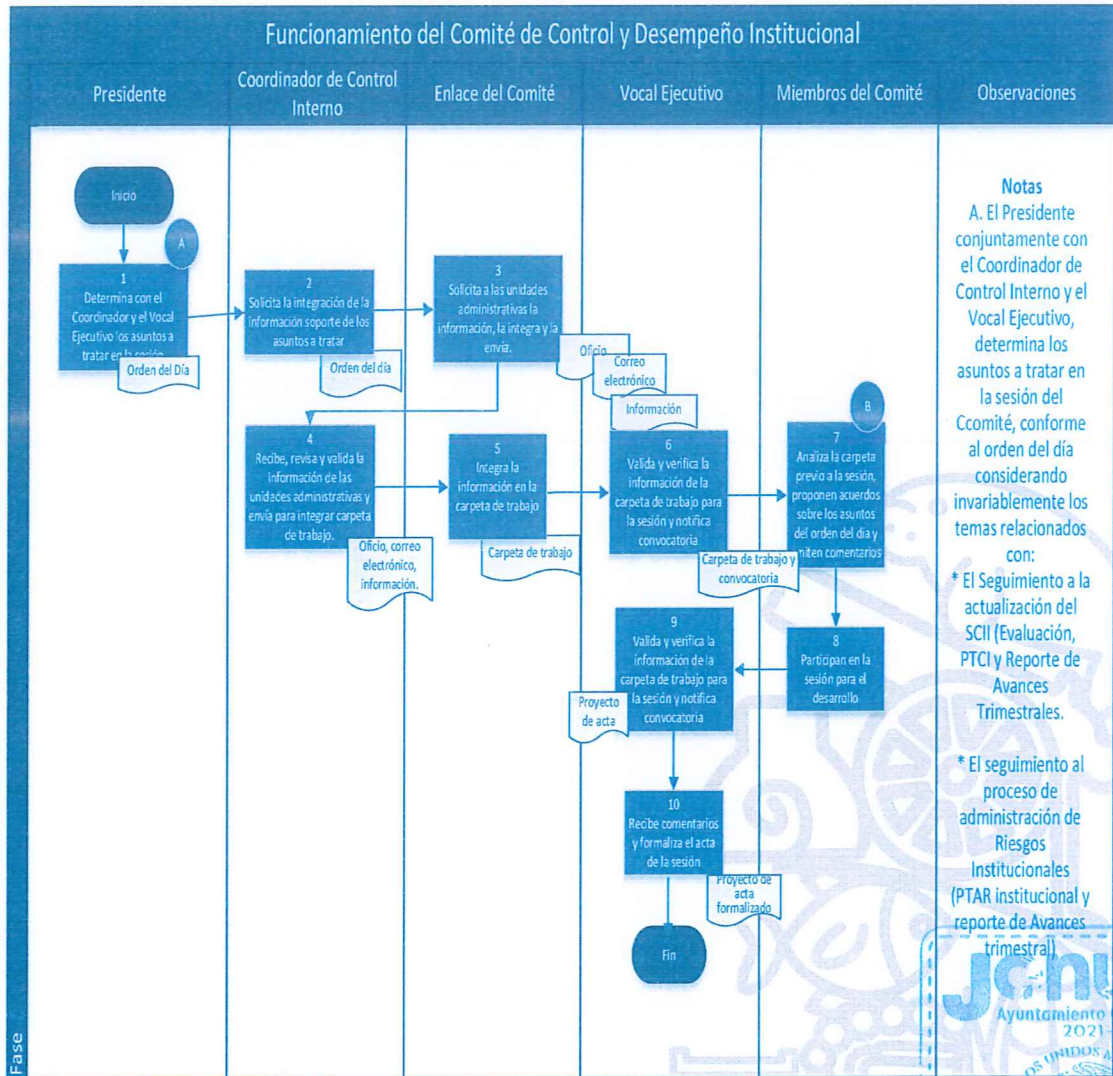 Funcionamiento del Comité de Control y Desempeño Institucional
Presidente
Coordinador de Control
Interno
Enlace del Comité
Vocal Ejecutivo
Miembros del Comité
Observaciones
Inicio
A
1
Determina con el
Coordinador y el Vocal
Ejecutivo los asuntos a
tratar en la sesión
Orden del Día
2
Solicita la integración de la
información soporte de los
asuntos a tratar
Orden del día
3
Solicita a las unidades
administrativas la
información, la integra y la
envía.
Oficio
Correo
electrónico
Información
4
Recibe, revisa y valida la
información de las
unidades administrativas y
envía para integrar carpeta
de trabajo.
Oficio, correo
electrónico,
información.
5
Integra la
información en la
carpeta de trabajo
Carpeta de trabajo
6
Valida y verifica la
información de la
carpeta de trabajo para
la sesión y notifica
convocatoria
Carpeta de trabajo y
convocatoria
B
7
Analiza la carpeta
previo a la sesión,
proponen acuerdos
sobre los asuntos
del orden del día y
emiten comentarios
8
Participan en la
sesión para el
desarrollo
9
Valida y verifica la
información de la
carpeta de trabajo para
la sesión y notifica
convocatoria
Proyecto
de acta
10
Recibe comentarios
y formaliza el acta
de la sesión
Proyecto de
acta
formalizado
Fin
Notas
A. El Presidente
conjuntamente con
el Coordinador de
Control Interno y el
Vocal Ejecutivo,
determina los
asuntos a tratar en
la sesión del
Ccomité, conforme
al orden del día
considerando
invariablemente los
temas relacionados
con:
* El Seguimiento a la
actualización del
SCII (Evaluación,
PTCI y Reporte de
Avances
Trimestrales.
* El seguimiento al
proceso de
administración de
Riesgos
Institucionales
(PTAR institucional y
reporte de Avances
trimestral)
Ayuntamiento
2021-
OS UNIDOS M
Fase